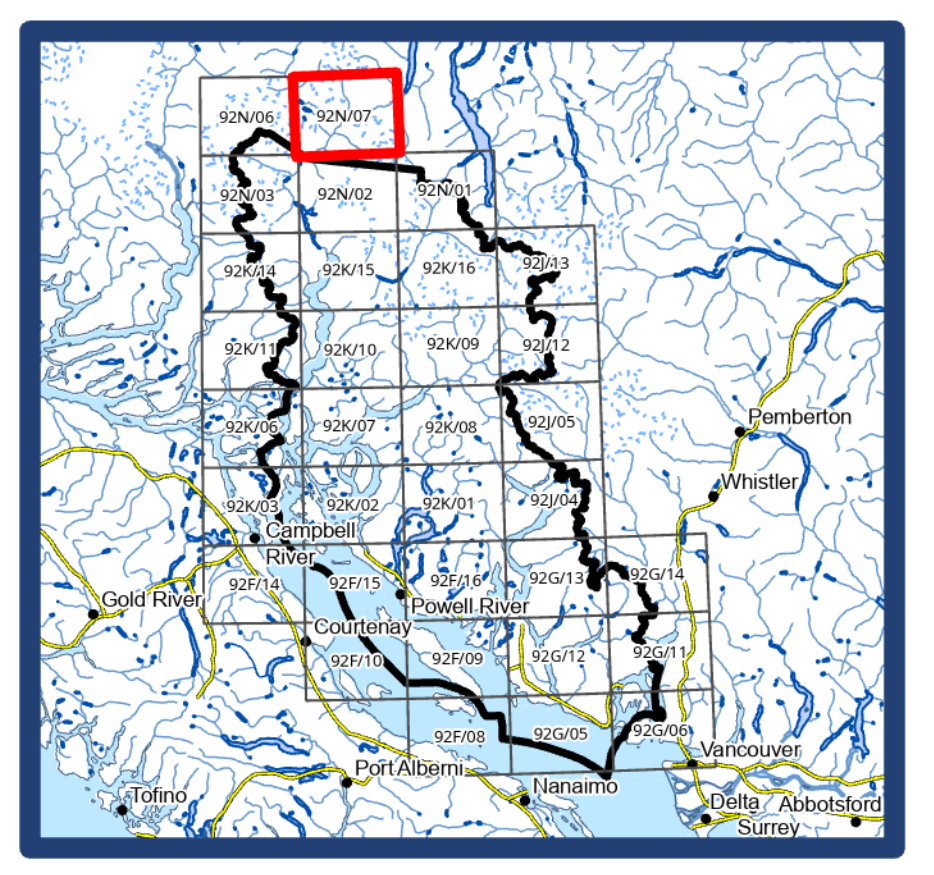 92N/06
92N/07
92N/03
92N/02
92N/01
92K/14
92K/15
92K/16
92J/13
92K/11
92K/10
92K/09
92J/12
92K/06
92K/07
92K/08
92J/05
Pemberton
Whistler
92K/03
92K/02
92K/01
92J/04
Campbell
River
92F/14
92F/15
92F/16
92G/13
92G/14
Gold River
Powell River
Courtenay
92F/10
92F/09
92G/12
92G/11
92F/08
92G/05
92G/06
Vancouver
Port Alberni
Nanaimo
Tofino
Delta
Abbotsford
Surrey